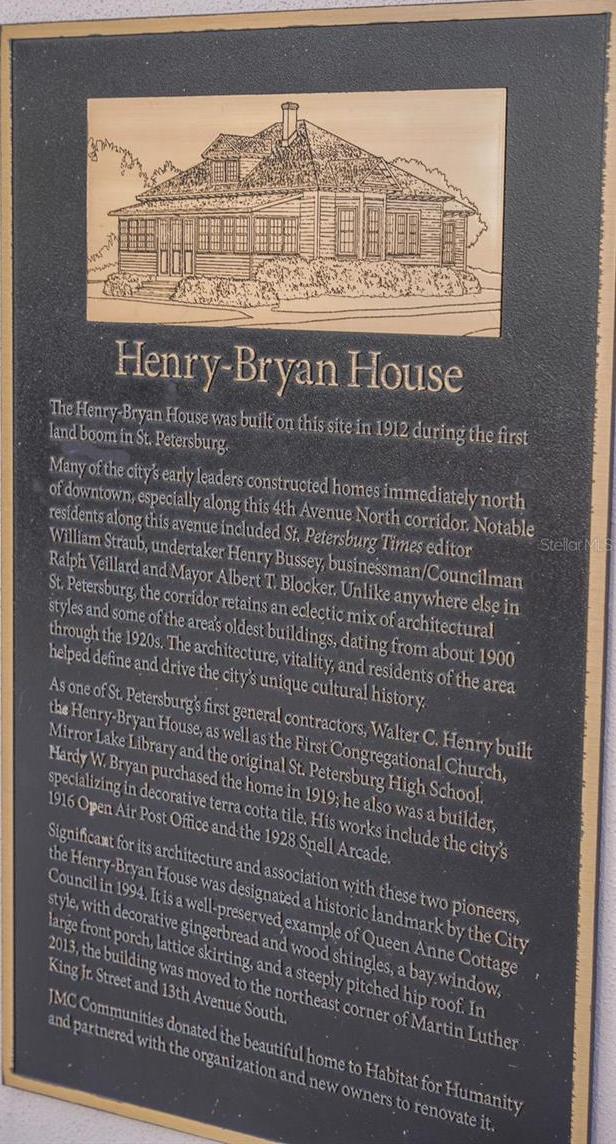 Henry-Bryan House
The Henry-Bryan House was built on this site in 1912 during the first
land boom in St. Petersburg.
Many of the city's early leaders constructed homes immediately north
of downtown, especially along this 4th Avenue North corridor. Notable
residents along this avenue included St. Petersburg Times editor
William Straub, undertaker Henry Bussey, businessman/Councilman
Ralph Veillard and Mayor Albert T. Blocker. Unlike anywhere else in
St. Petersburg, the corridor retains an eclectic mix of architectural
styles and some of the area's oldest buildings, dating from about 1900
through the 1920s. The architecture, vitality, and residents of the area
helped define and drive the city's unique cultural history.
As one of St. Petersburg's first general contractors, Walter C. Henry built
the Henry-Bryan House, as well as the First Congregational Church,
Mirror Lake Library and the original St. Petersburg High School.
Hardy W. Bryan purchased the home in 1919; he also was a builder,
specializing in decorative terra cotta tile. His works include the city's
1916 Open Air Post Office and the 1928 Snell Arcade.
Significant for its architecture and association with these two pioneers,
the Henry-Bryan House was designated a historic landmark by the City
Council in 1994. It is a well-preserved example of Queen Anne Cottage
style, with decorative gingerbread and wood shingles, a bay window,
large front porch, lattice skirting, and a steeply pitched hip roof. In
2013, the building was moved to the northeast corner of Martin Luther
King Jr. Street and 13th Avenue South.
JMC Communities donated the beautiful home to Habitat for Humanity
and partnered with the organization and new owners to renovate it.
StellarMLS